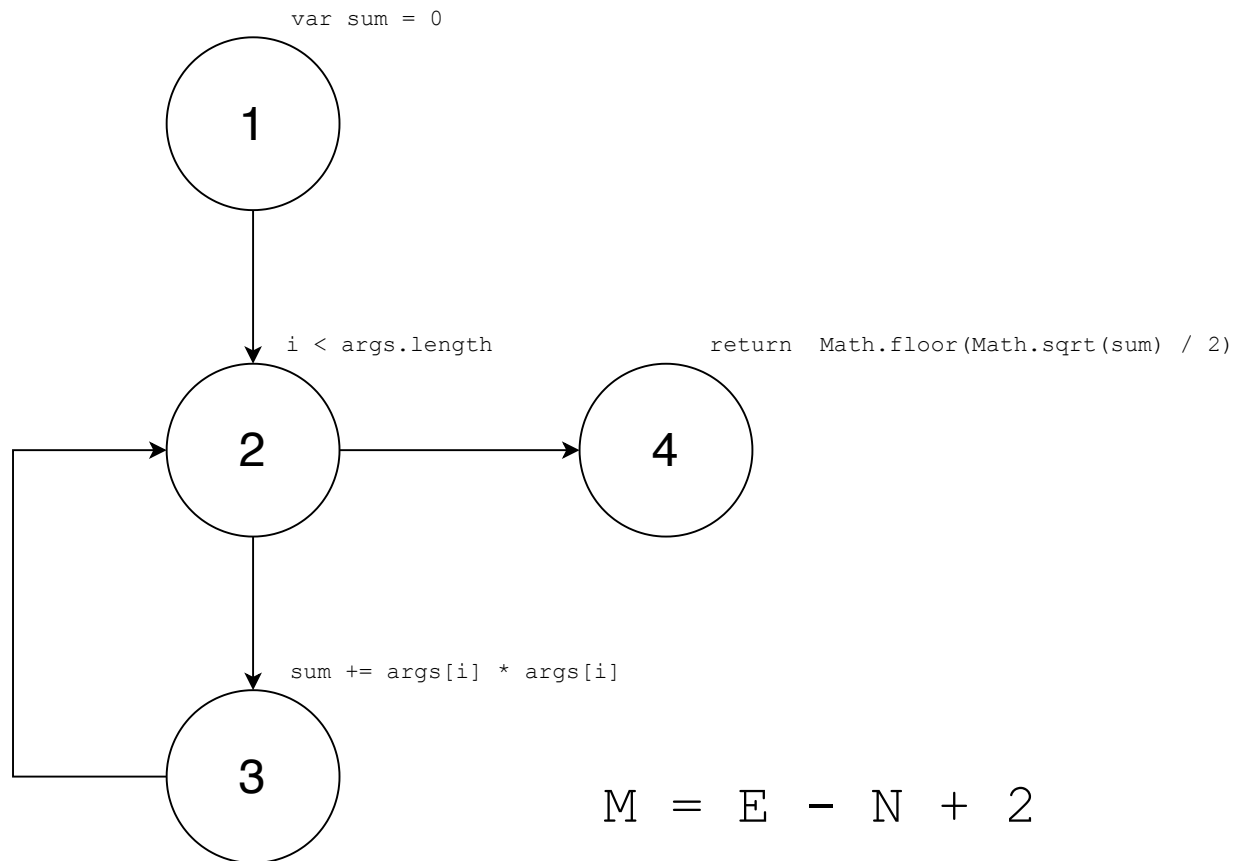 var sum = 0
1
i < args.length
return  Math.floor(Math.sqrt(sum) / 2)
2
4
sum += args[i] * args[i]
3
M = E - N + 2